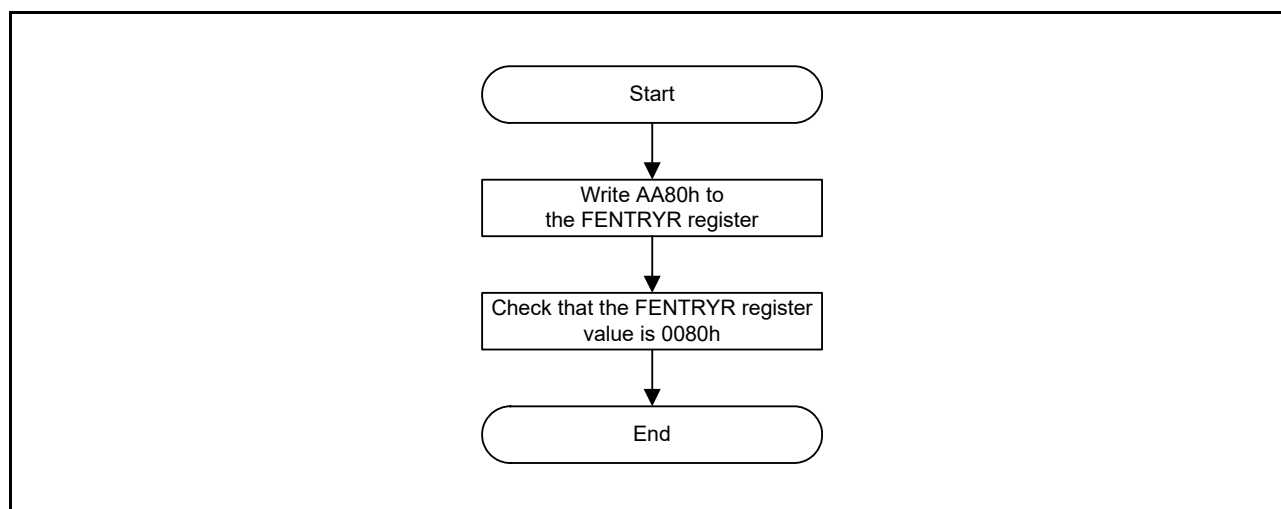 Start
Write AA80h to
the FENTRYR register
Check that the FENTRYR register
value is 0080h
End